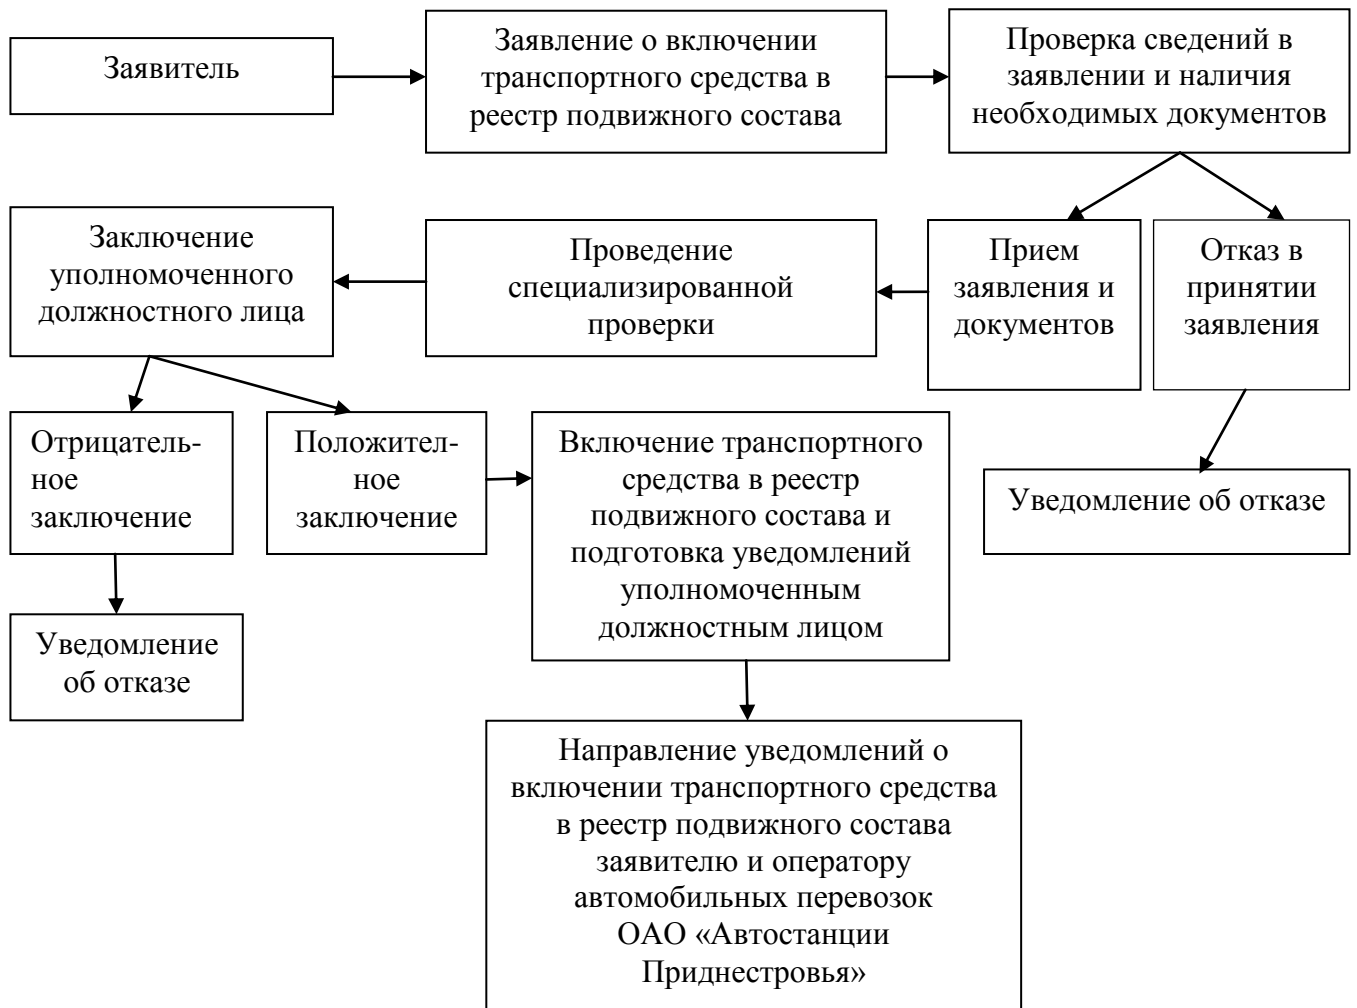 Заявитель
Заявление о включении
транспортного средства в
реестр подвижного состава
Проверка сведений в
заявлении и наличия
необходимых документов
Заключение
уполномоченного
должностного лица
Проведение
специализированной
проверки
Прием
заявления и
документов
Отказ в
принятии
заявления
Отрицатель-
ное
заключение
Положител-
ное
заключение
Включение транспортного
средства в реестр
подвижного состава и
подготовка уведомлений
уполномоченным
должностным лицом
Уведомление об отказе
Уведомление
об отказе
Направление уведомлений о
включении транспортного средства
в реестр подвижного состава
заявителю и оператору
автомобильных перевозок
ОАО «Автостанции
Приднестровья»